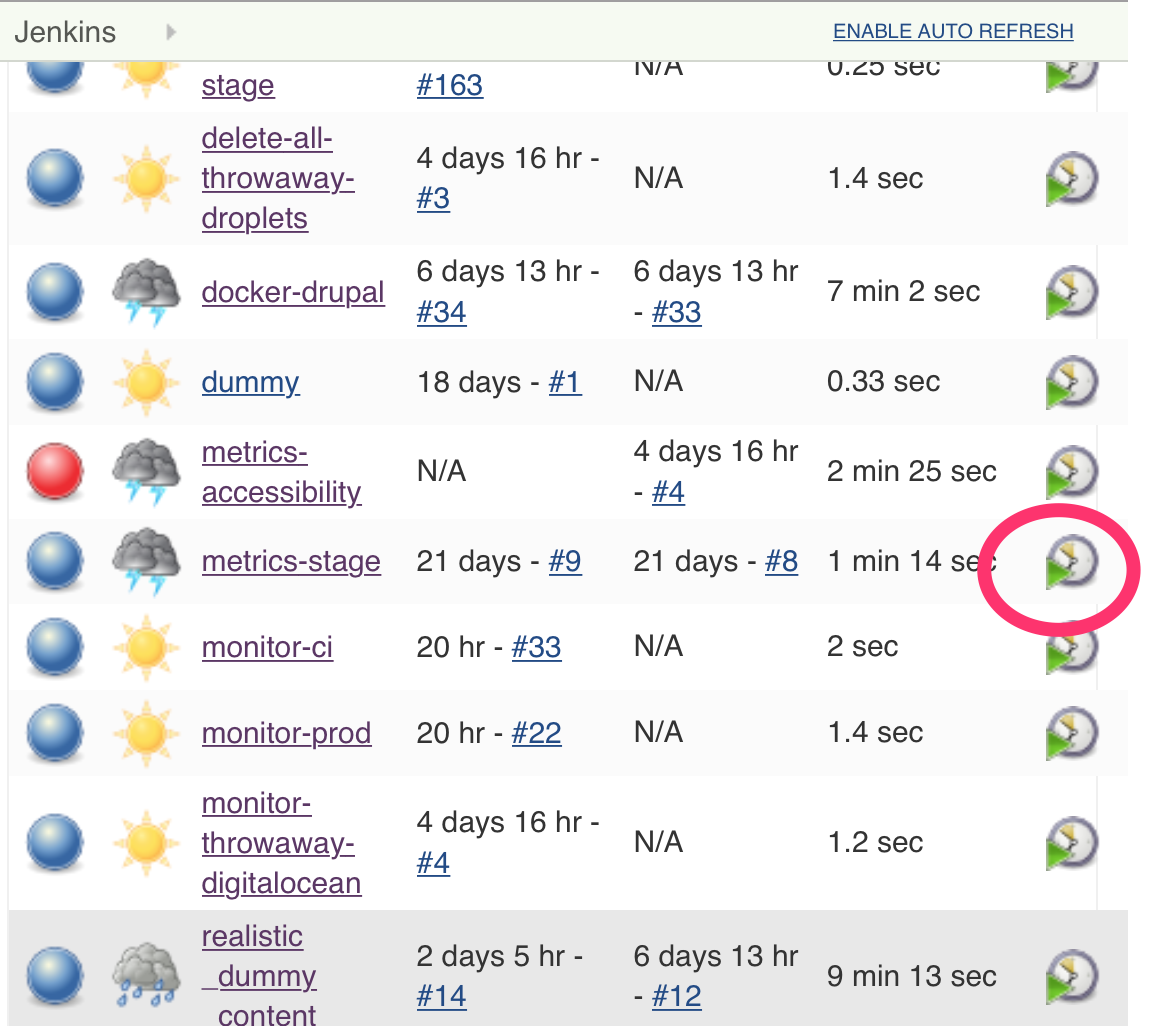 Jenkins
ENABLE AUTO REFRESH
stage
#163
N/A
0.25 sec
delete-all-
throwaway-
droplets
4 days 16 hr -
#3
N/A
1.4 sec
docker-drupal
6 days 13 hr -
#34
6 days 13 hr
- #33
7 min 2 sec
dummy
18 days - #1
N/A
0.33 sec
metrics-
accessibility
N/A
4 days 16 hr
- #4
2 min 25 sec
metrics-stage
21 days - #9
21 days - #8
1 min 14 sec
monitor-ci
20 hr - #33
N/A
2 sec
monitor-prod
20 hr - #22
N/A
1.4 sec
monitor-
throwaway-
digitalocean
4 days 16 hr -
#4
N/A
1.2 sec
realistic
_dummy
content
2 days 5 hr -
#14
6 days 13 hr
- #12
9 min 13 sec